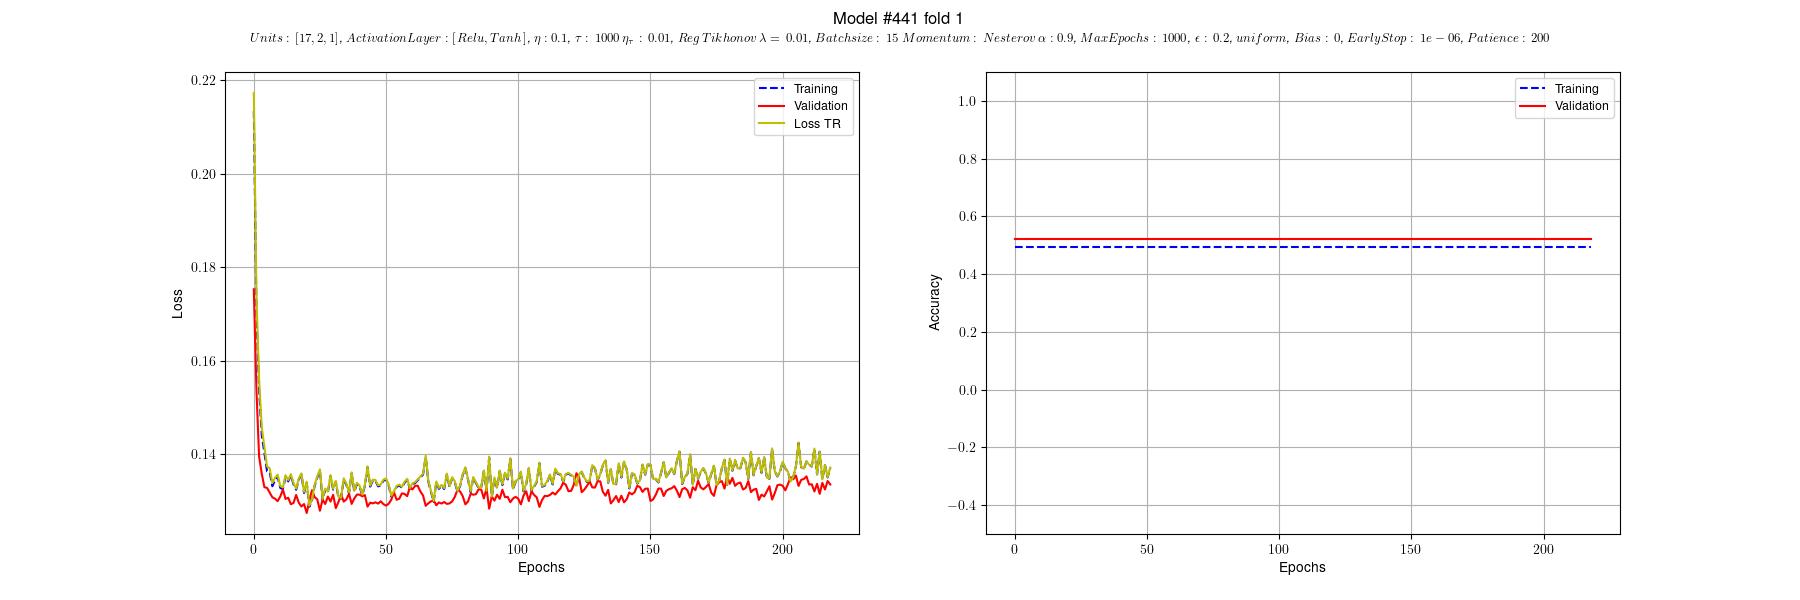 Model #441 fold 1
Units : [17, 2, 1], ActivationLayer : [Relu, Tanh], η : 0.1, τ : 1000 η_τ : 0.01, Reg Tikhonov λ = 0.01, Batchsize : 15 Momentum : Nesterov α : 0.9, MaxEpochs : 1000, ϵ : 0.2, uniform, Bias : 0, EarlyStop : 1e − 06, Patience : 200
0.22
0.20
0.18
0.16
0.14
Loss
0 50 100 150 200
Epochs
Training
Validation
Loss TR
1.0
0.8
0.6
0.4
0.2
0.0
−0.2
−0.4
Accuracy
0 50 100 150 200
Epochs
Training
Validation